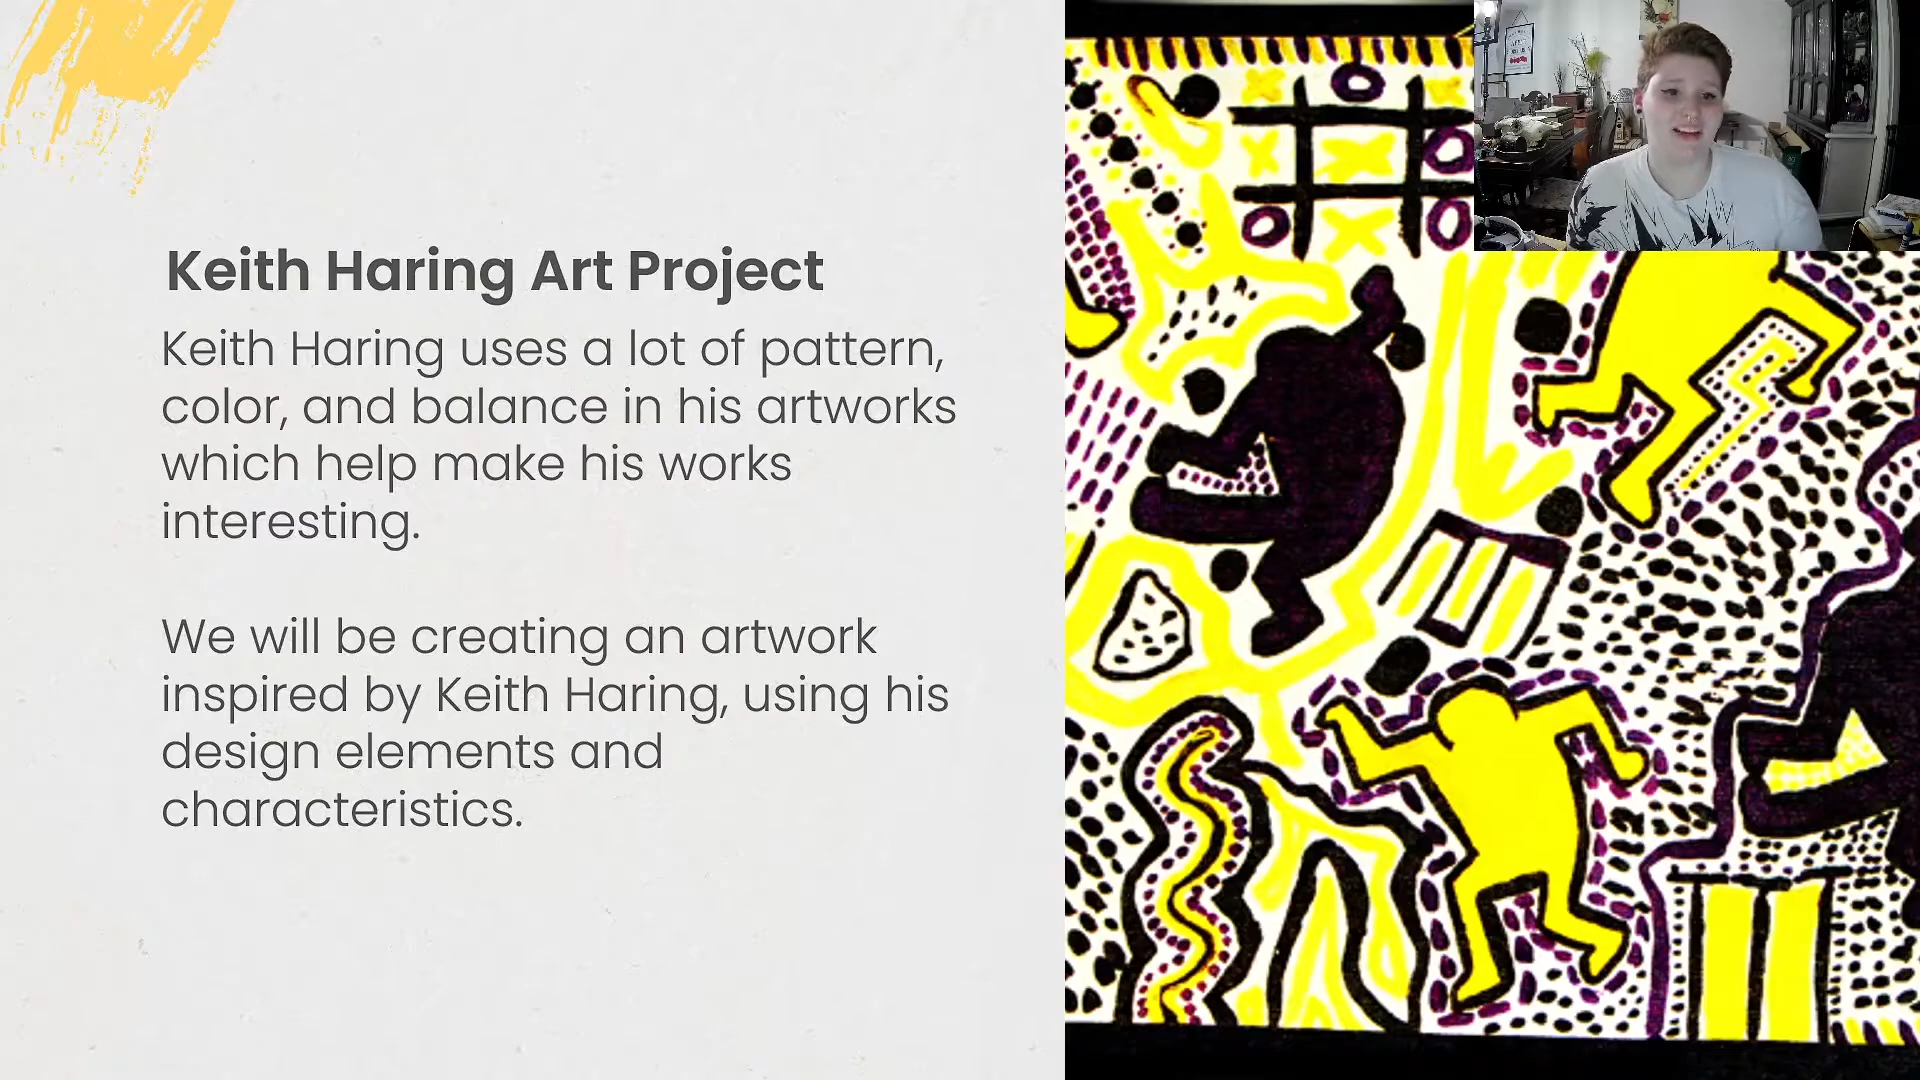 Keith Haring Art Project
Keith Haring uses a lot of pattern,
color, and balance in his artworks
which help make his works
interesting.
We will be creating an artwork
inspired by Keith Haring, using his
design elements and
characteristics.